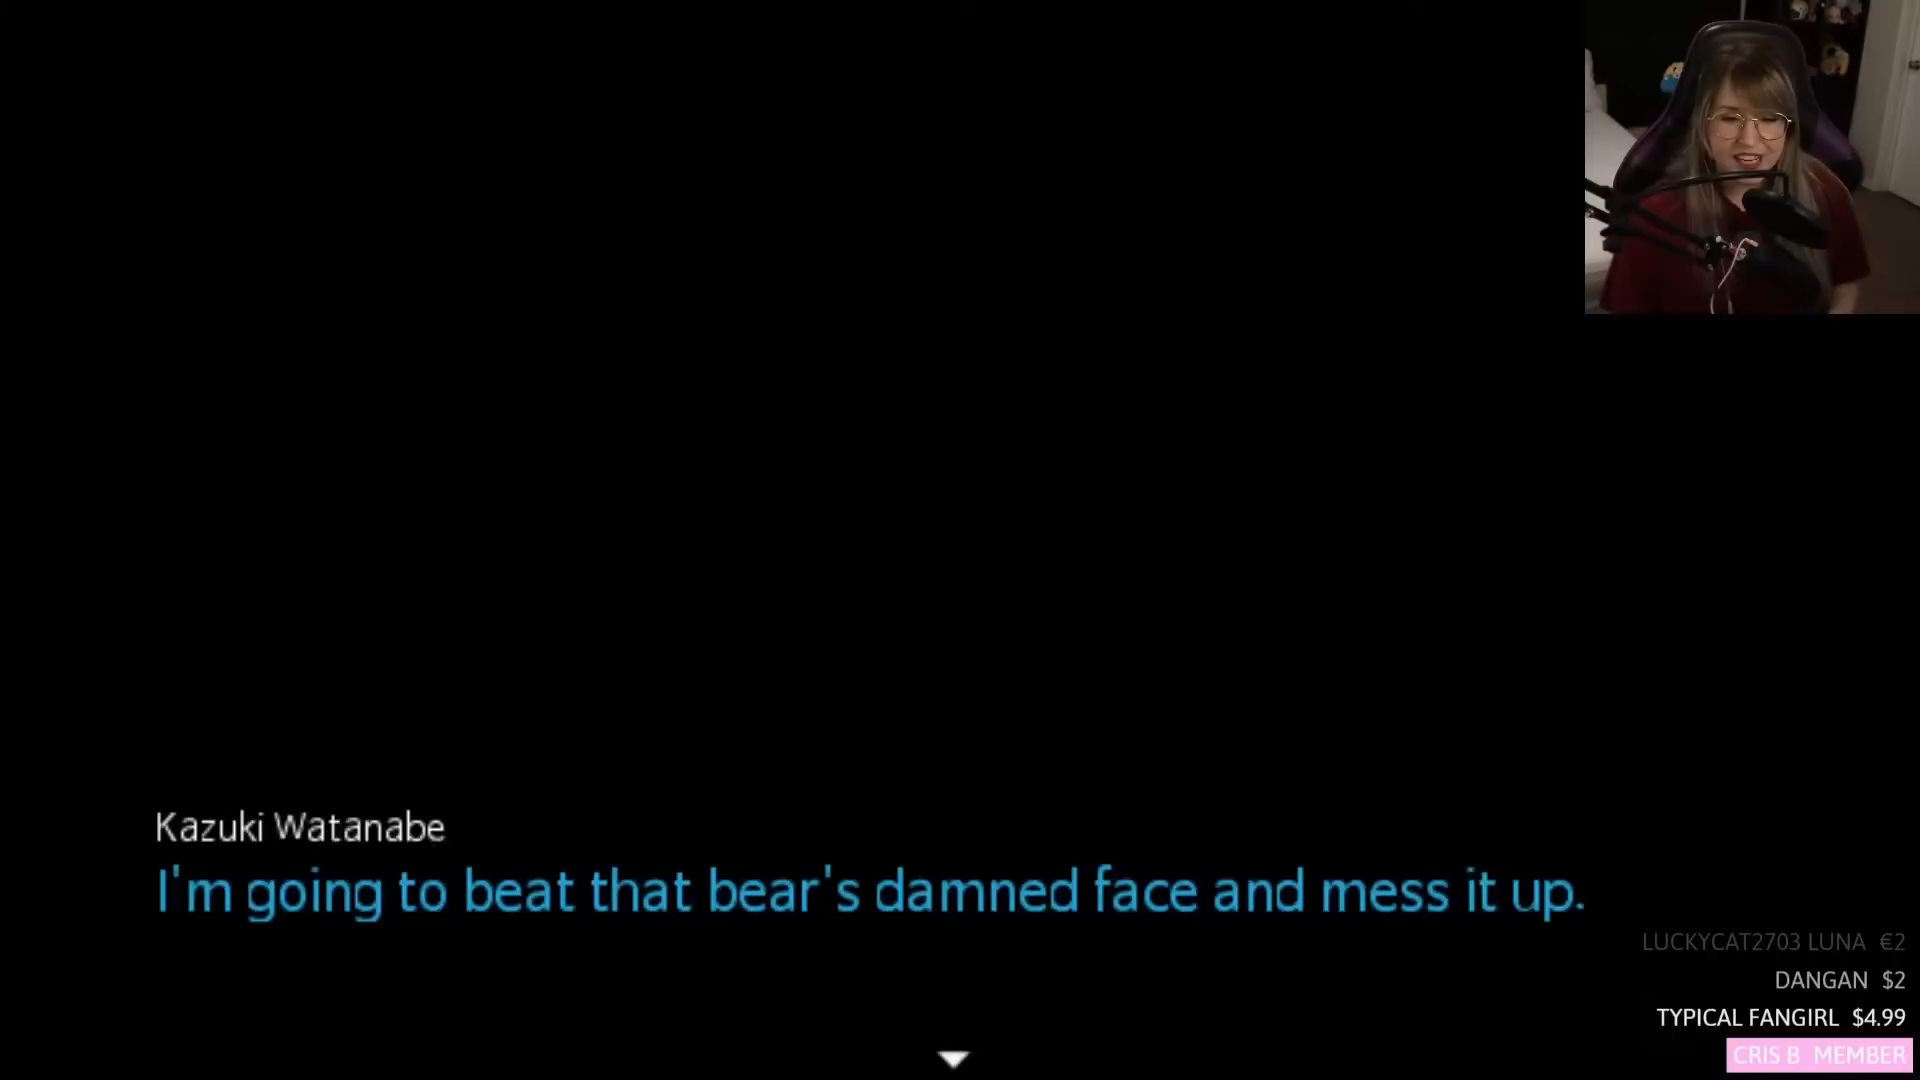 Kazuki Watanabe
I'm going to beat that bear's damned face and mess it up.
LUCKYCAT2703 LUNA €2
DANGAN $2
TYPICAL FANGIRL $4.99
CRIS B MEMBER